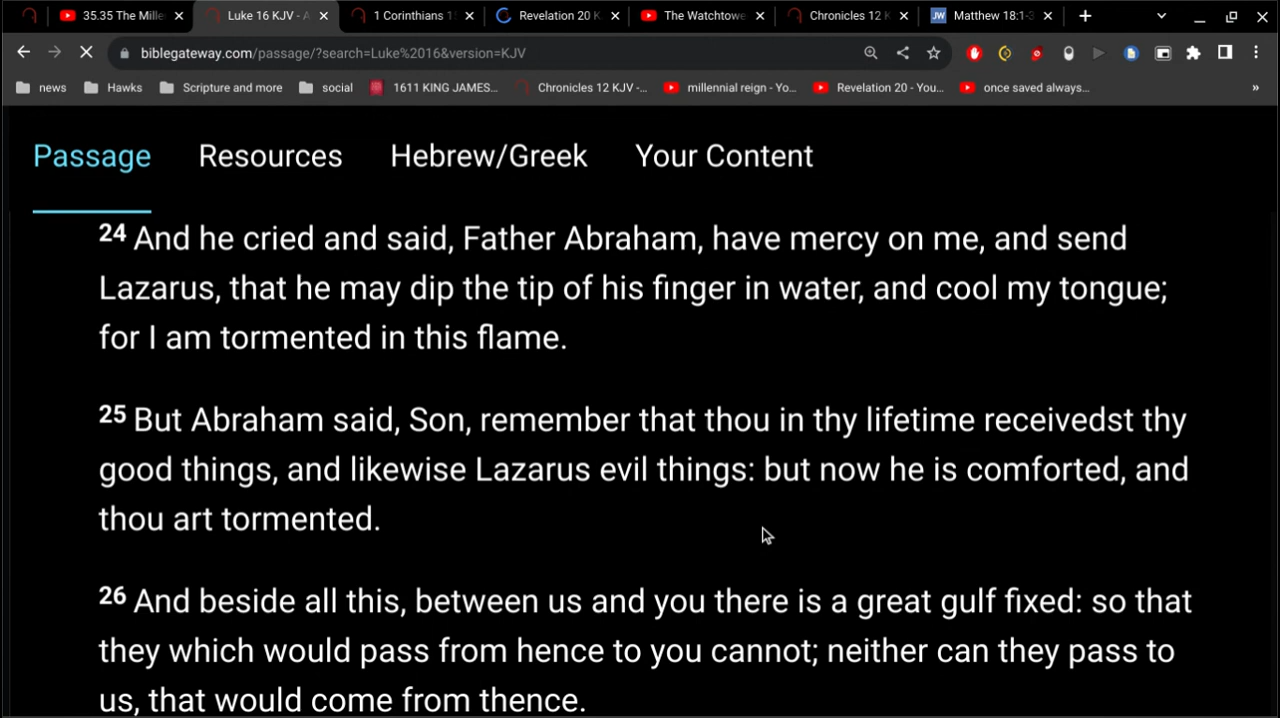 35.35 The Mille
Luke 16 KJV - A
1 Corinthians 1
Revelation 20 K
The Watchtowe
Chronicles 12 K
JW
Matthew 18:1-3
biblegateway.com/passage/?search=Luke%2016&version=KJV
news
Hawks
Scripture and more
social
1611 KING JAMES...
Chronicles 12 KJV -...
millennial reign - Yo...
Revelation 20 - You...
once saved always...
»
Passage
Resources
Hebrew/Greek
Your Content
24 And he cried and said, Father Abraham, have mercy on me, and send
Lazarus, that he may dip the tip of his finger in water, and cool my tongue;
for I am tormented in this flame.
25 But Abraham said, Son, remember that thou in thy lifetime receivedst thy
good things, and likewise Lazarus evil things: but now he is comforted, and
thou art tormented.
26 And beside all this, between us and you there is a great gulf fixed: so that
they which would pass from hence to you cannot; neither can they pass to
us, that would come from thence.